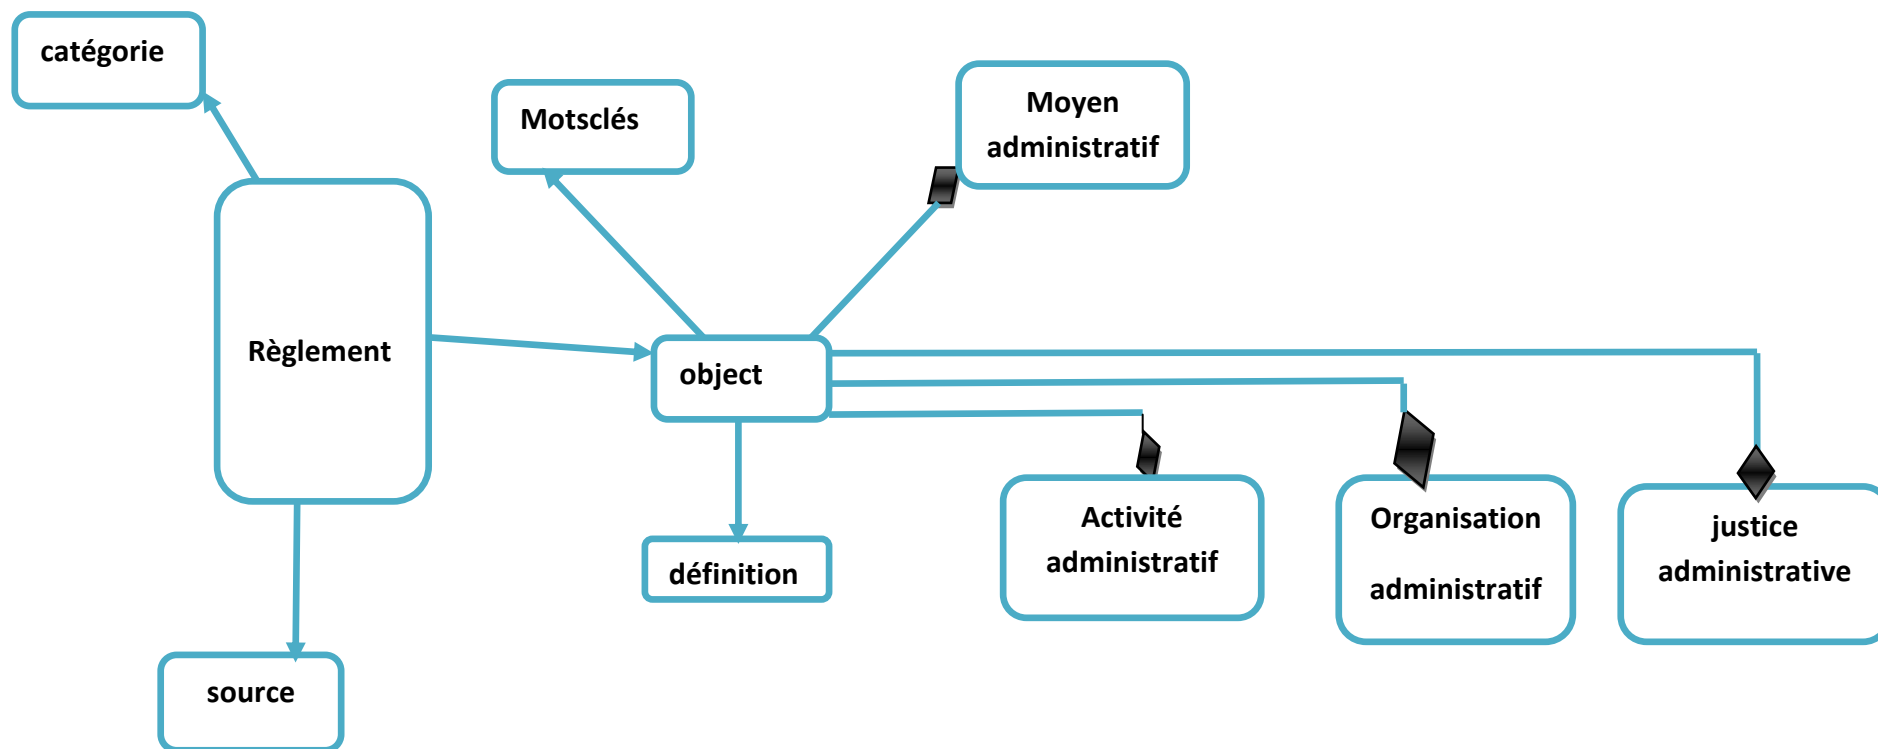 catégorie
Motsclés
Moyen
administratif
Règlement
object
définition
Activité
administratif
Organisation
administratif
justice
administrative
source